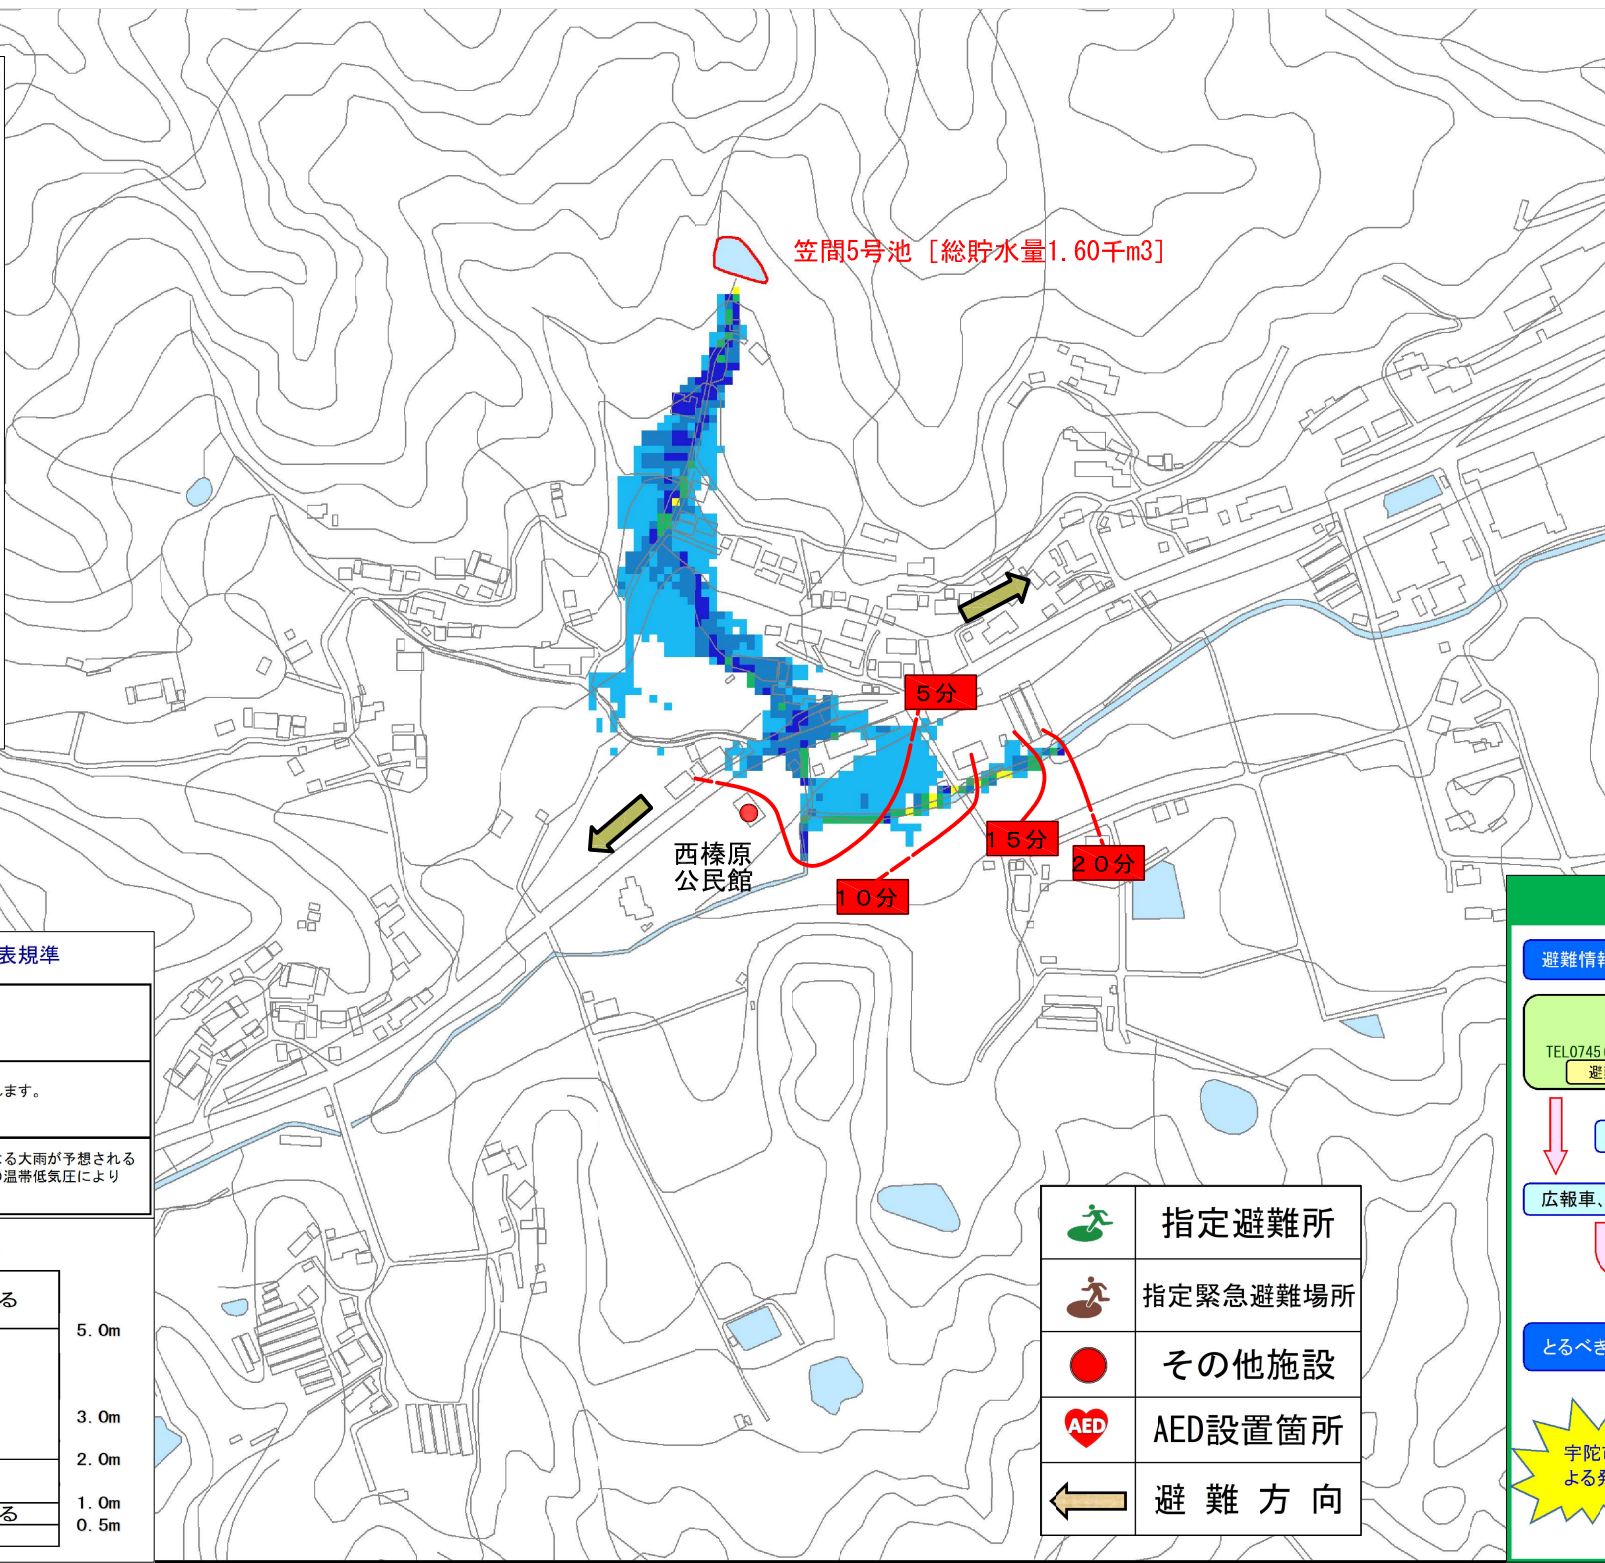 笠間5号池 [総貯水量1.60千m3]
5分
西榛原
公民館
15分
20分
10分
表規準
します。
る大雨が予想される
温帯低気圧により
る
5.0m
3.0m
2.0m
1.0m
る
0.5m
指定避難所
指定緊急避難場所
その他施設
AED
AED設置箇所
避難方向
避難情報
TEL0745
避
広報車、
とるべき
宇陀
よる発